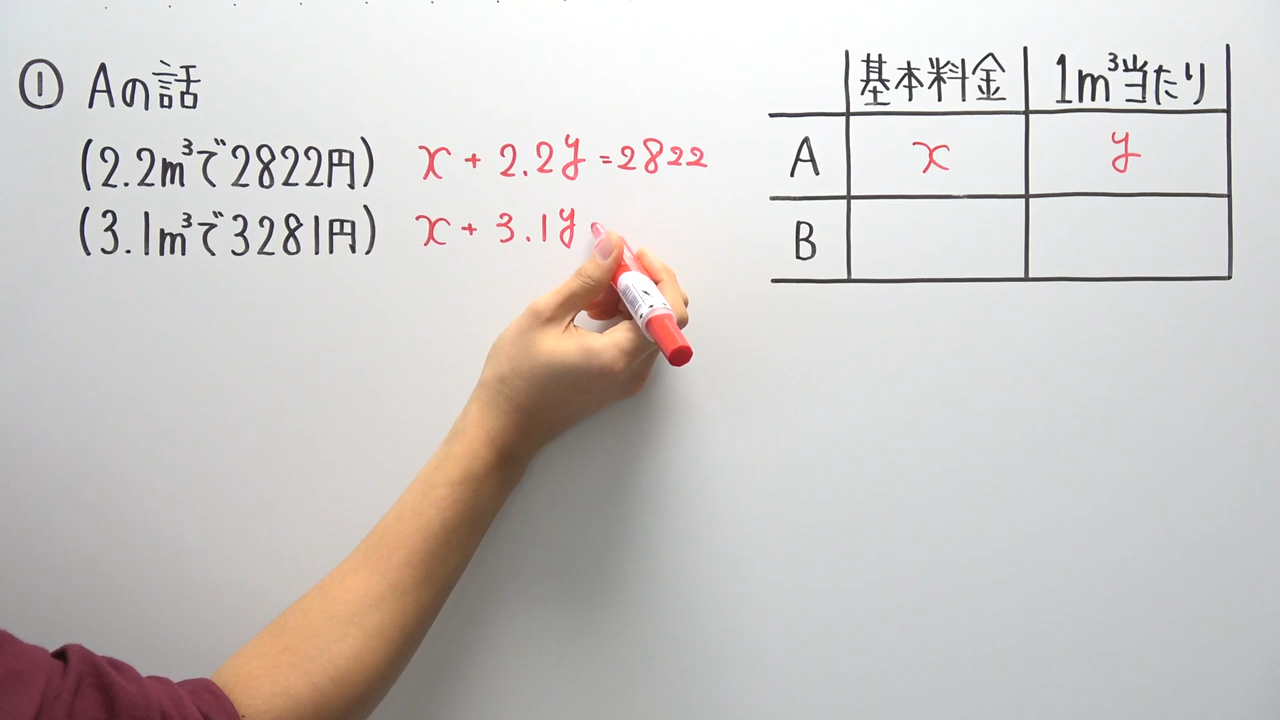 ① Aの話
(2.2m³で2822円) x + 2.2y = 2822
(3.1m³で3281円) x + 3.1y
基本料金 1m³当たり
A x y
B